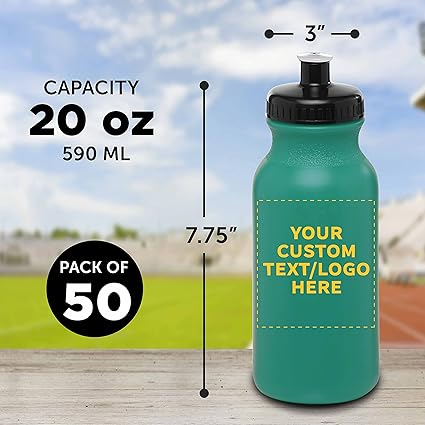 3"
CAPACITY
20 oz
590 ML
7.75"
PACK OF
50
YOUR
CUSTOM
TEXT/LOGO
HERE